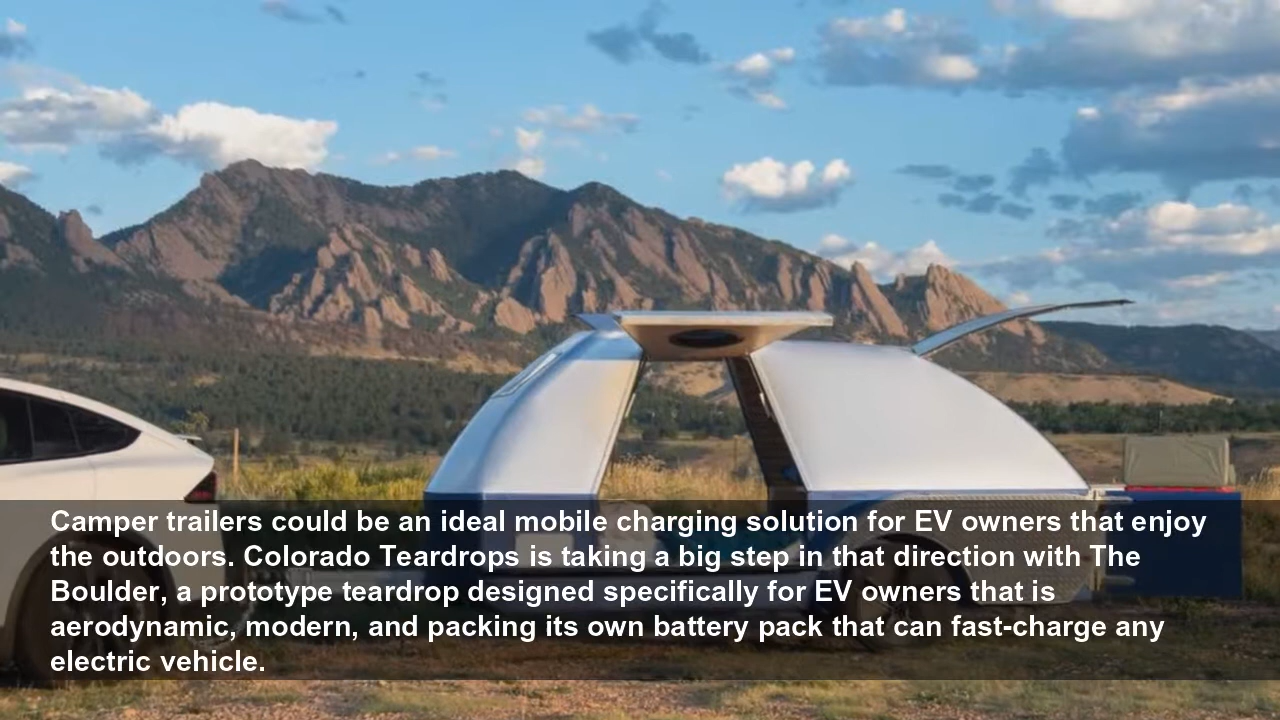 Camper trailers could be an ideal mobile charging solution for EV owners that enjoy
the outdoors. Colorado Teardrops is taking a big step in that direction with The
Boulder, a prototype teardrop designed specifically for EV owners that is
aerodynamic, modern, and packing its own battery pack that can fast-charge any
electric vehicle.